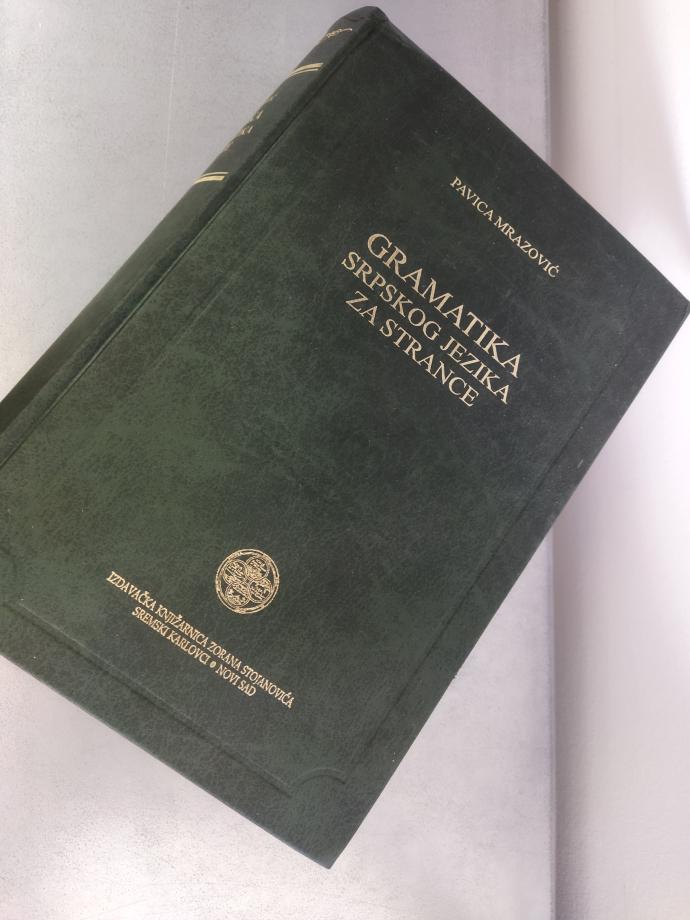 PAVICA MRAZOVIĆ
GRAMATIKA
SRPSKOG JEZIKA
ZA STRANCE
IZDAVAČKA KNJIŽARNICA ZORANA STOJANOVIĆA
SREMSKI KARLOVCI • NOVI SAD